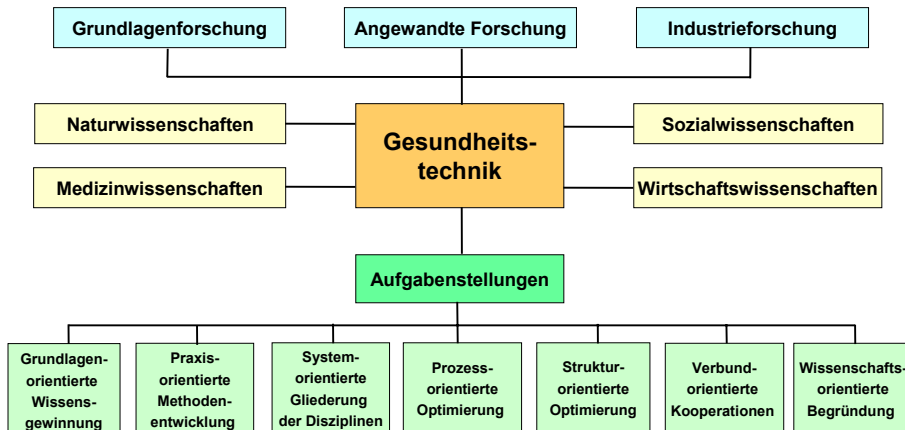 Grundlagenforschung
Angewandte Forschung
Industrieforschung
Naturwissenschaften
Sozialwissenschaften
Gesundheits-
technik
Medizinwissenschaften
Wirtschaftswissenschaften
Aufgabenstellungen
Grundlagen-
orientierte
Wissens-
gewinnung
Praxis-
orientierte
Methoden-
entwicklung
System-
orientierte
Gliederung
der Disziplinen
Prozess-
orientierte
Optimierung
Struktur-
orientierte
Optimierung
Verbund-
orientierte
Kooperationen
Wissenschafts-
orientierte
Begründung